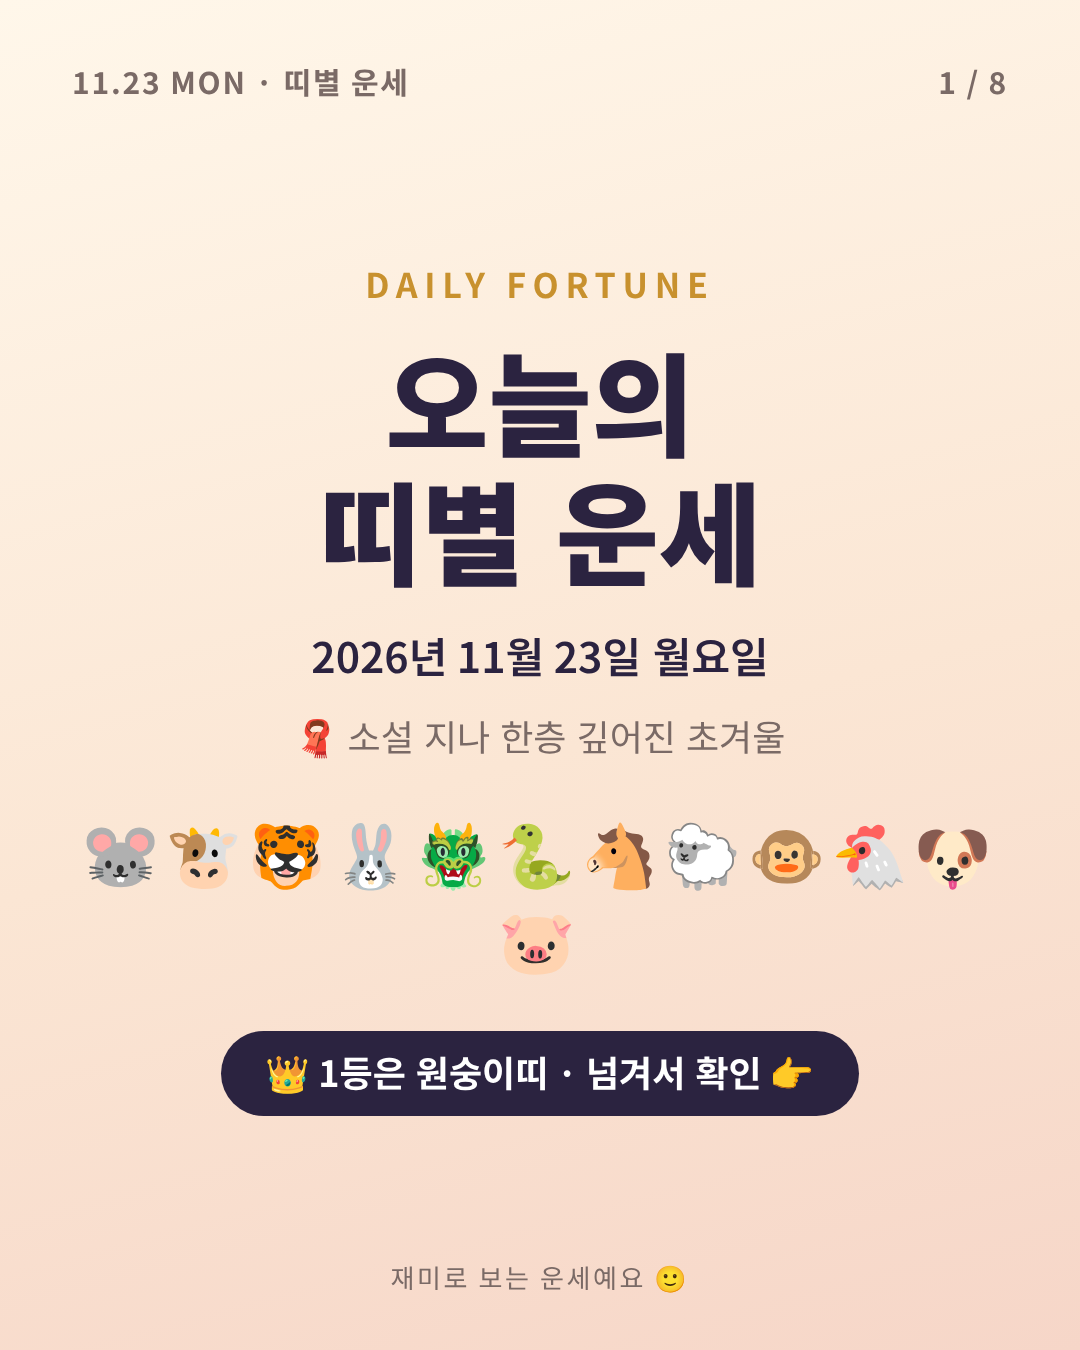 11.23 MON · 띠별 운세
1 / 8
DAILY FORTUNE
오늘의
띠별 운세
2026년 11월 23일 월요일
🧣 소설 지나 한층 깊어진 초겨울
🐭🐮🐯🐰🐲🐍🐴🐑🐵🐔🐶
🐷
👑 1등은 원숭이띠 · 넘겨서 확인 👉
재미로 보는 운세예요 🙂